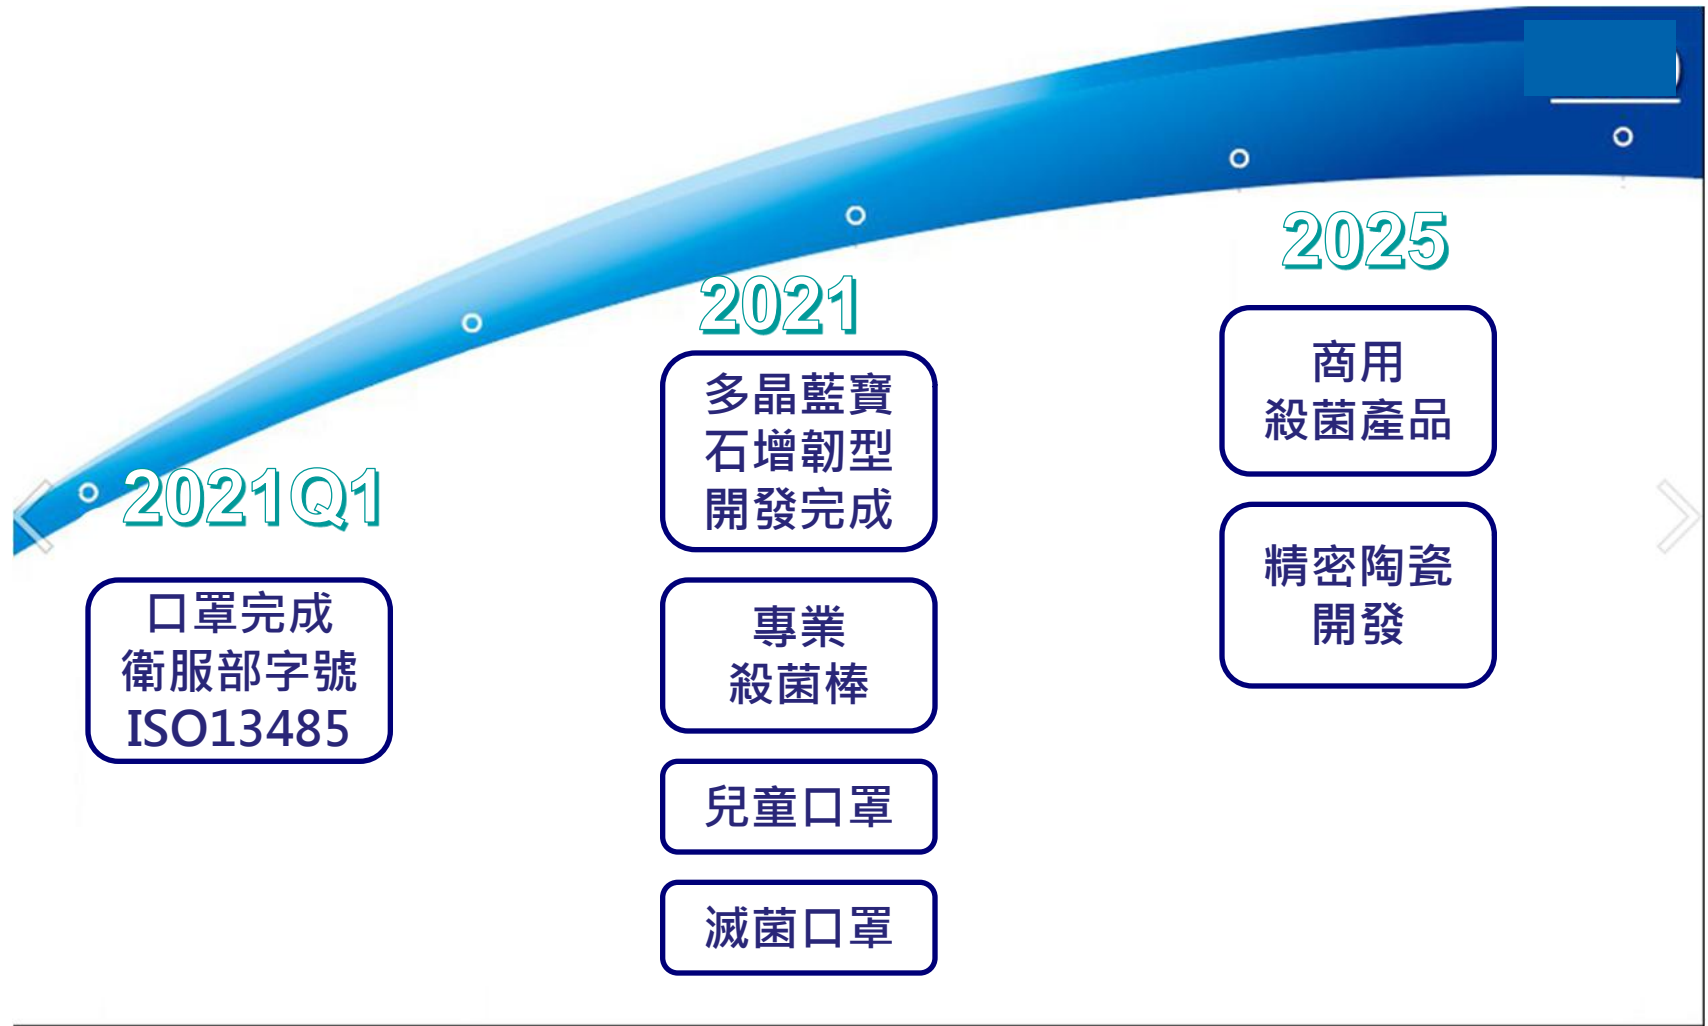 2021Q1
口罩完成
衛服部字號
ISO13485
2021
多晶藍寶
石增韌型
開發完成
專業
殺菌棒
兒童口罩
滅菌口罩
2025
商用
殺菌產品
精密陶瓷
開發